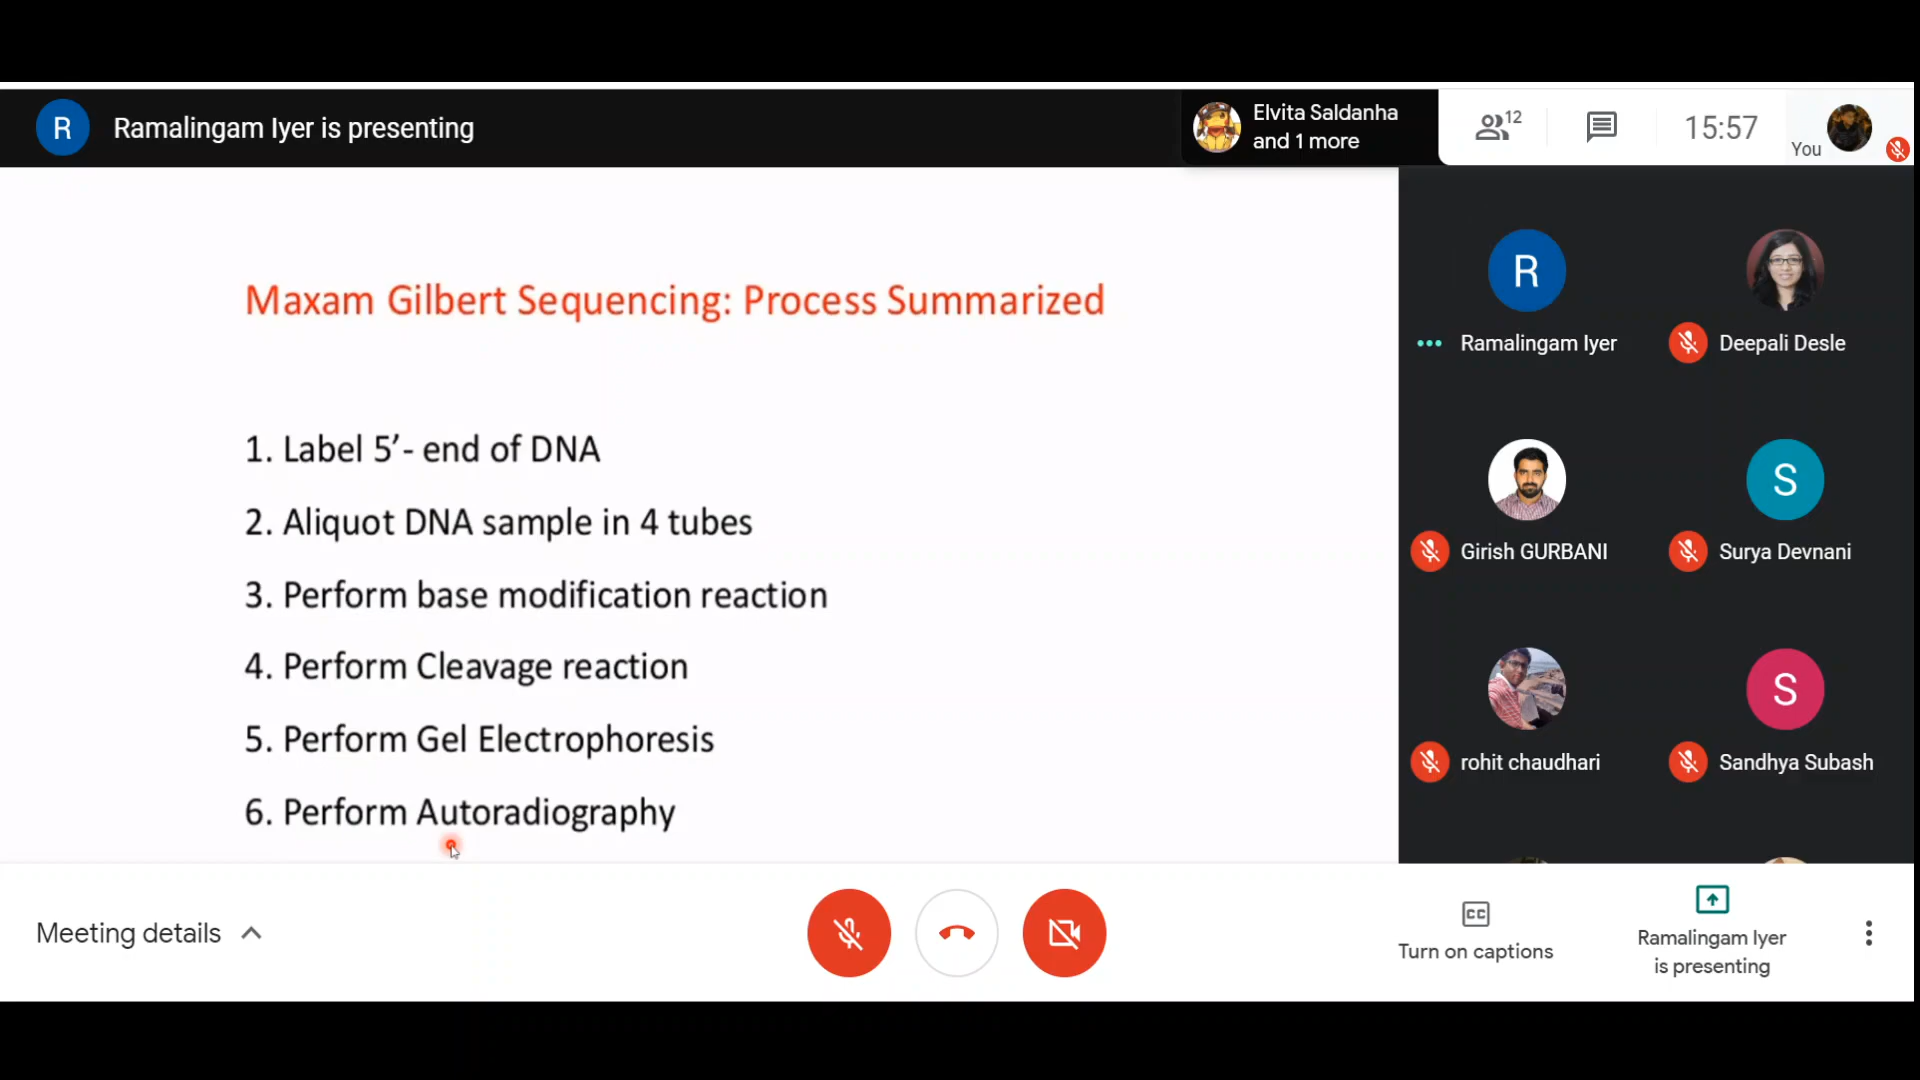 R
Ramalingam Iyer is presenting
Elvita Saldanha
and 1 more
12
15:57
You
Maxam Gilbert Sequencing: Process Summarized
1. Label 5’- end of DNA
2. Aliquot DNA sample in 4 tubes
3. Perform base modification reaction
4. Perform Cleavage reaction
5. Perform Gel Electrophoresis
6. Perform Autoradiography
R
Ramalingam Iyer
Deepali Desle
Girish GURBANI
S
Surya Devnani
rohit chaudhari
S
Sandhya Subash
Meeting details
CC
Turn on captions
Ramalingam Iyer
is presenting